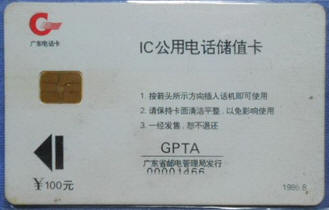 广东电话卡
IC公用电话储值卡
1. 按箭头所示方向插入话机即可使用
2. 请保持卡面清洁平整，以免影响使用
3. 一经发售，恕不退还
GPTA
广东省邮电管理局发行
00001466
￥100元
1996.8